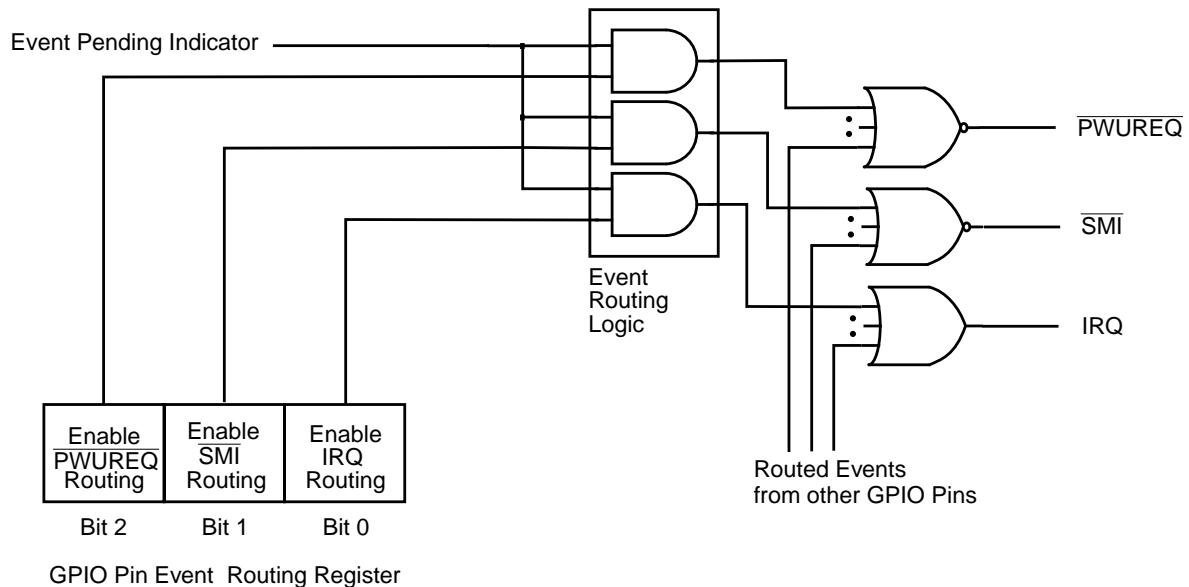 Event Pending Indicator
PWUREQ
SMI
Event
Routing
Logic
IRQ
Enable
PWUREQ
Routing
Enable
SMI
Routing
Enable
IRQ
Routing
Routed Events
from other GPIO Pins
Bit 2
Bit 1
Bit 0
GPIO Pin Event Routing Register